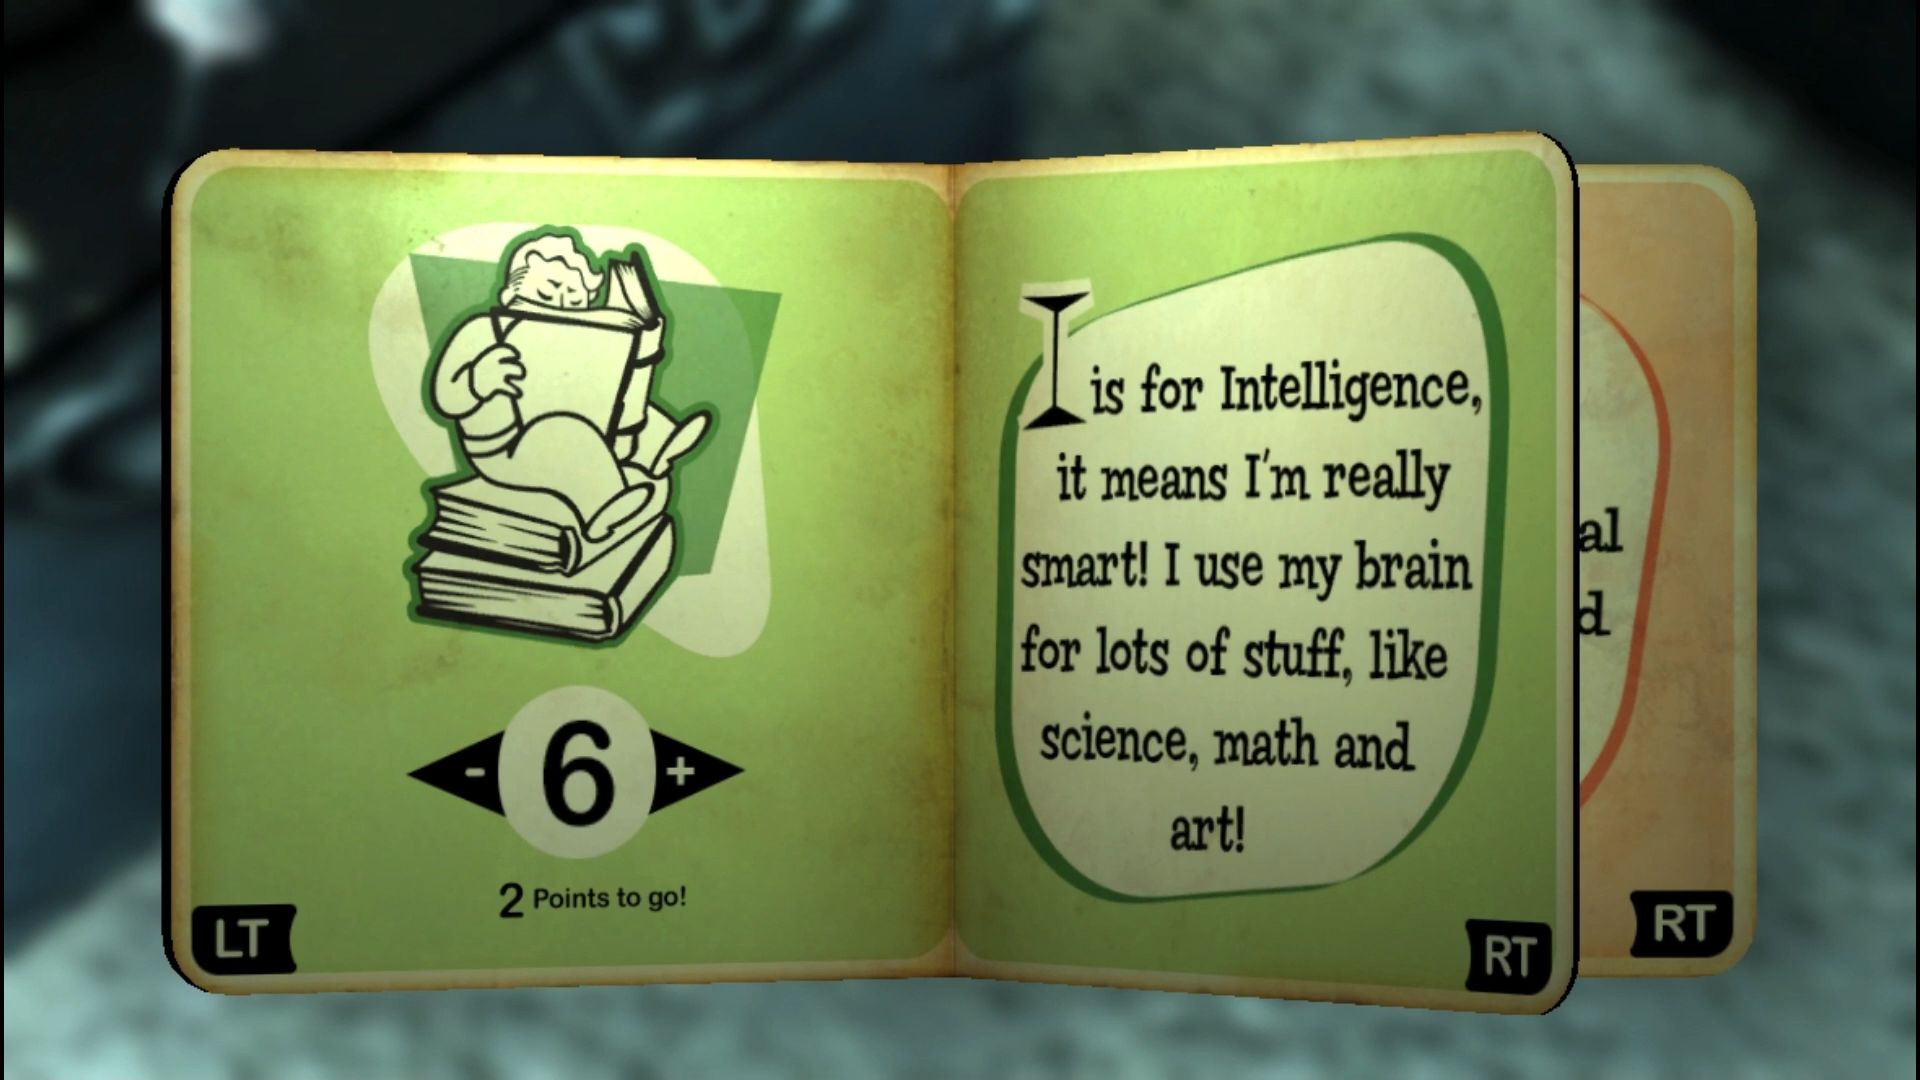 I is for Intelligence,
it means I'm really
smart! I use my brain
for lots of stuff, like
science, math and
art!
- 6 +
2 Points to go!
LT
RT
al
d
RT